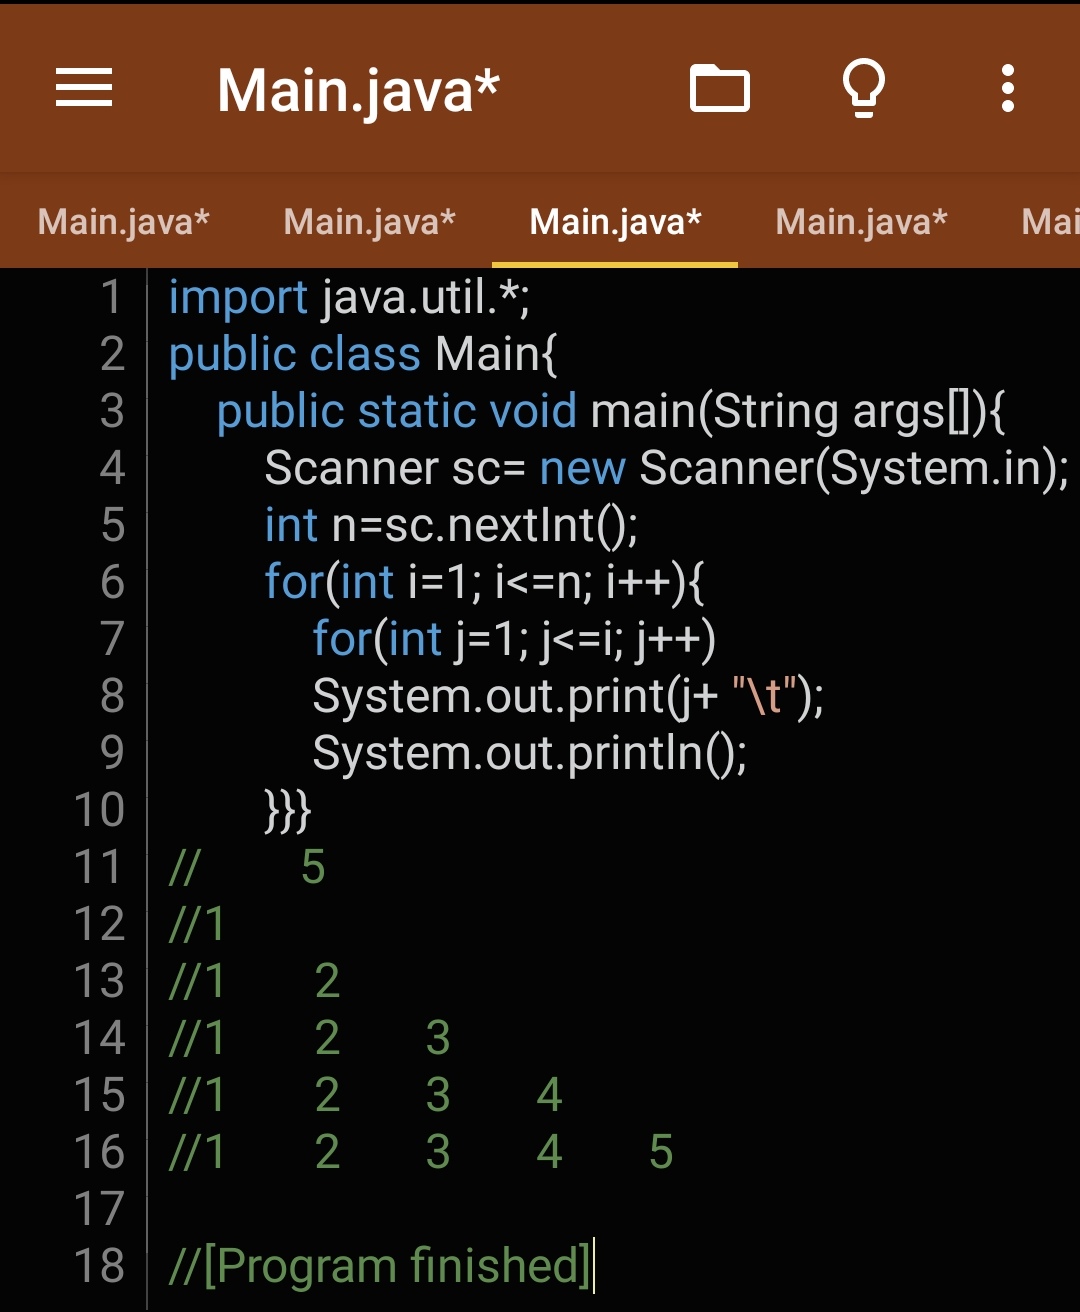 Main.java*
Main.java* Main.java* Main.java* Main.java* Mai
1 import java.util.*;
2 public class Main{
3 public static void main(String args[]){
4 Scanner sc= new Scanner(System.in);
5 int n=sc.nextInt();
6 for(int i=1; i<=n; i++){
7 for(int j=1; j<=i; j++)
8 System.out.print(j+ "\t");
9 System.out.println();
10 }}}
11 // 5
12 //1
13 //1 2
14 //1 2 3
15 //1 2 3 4
16 //1 2 3 4 5
17
18 //[Program finished]